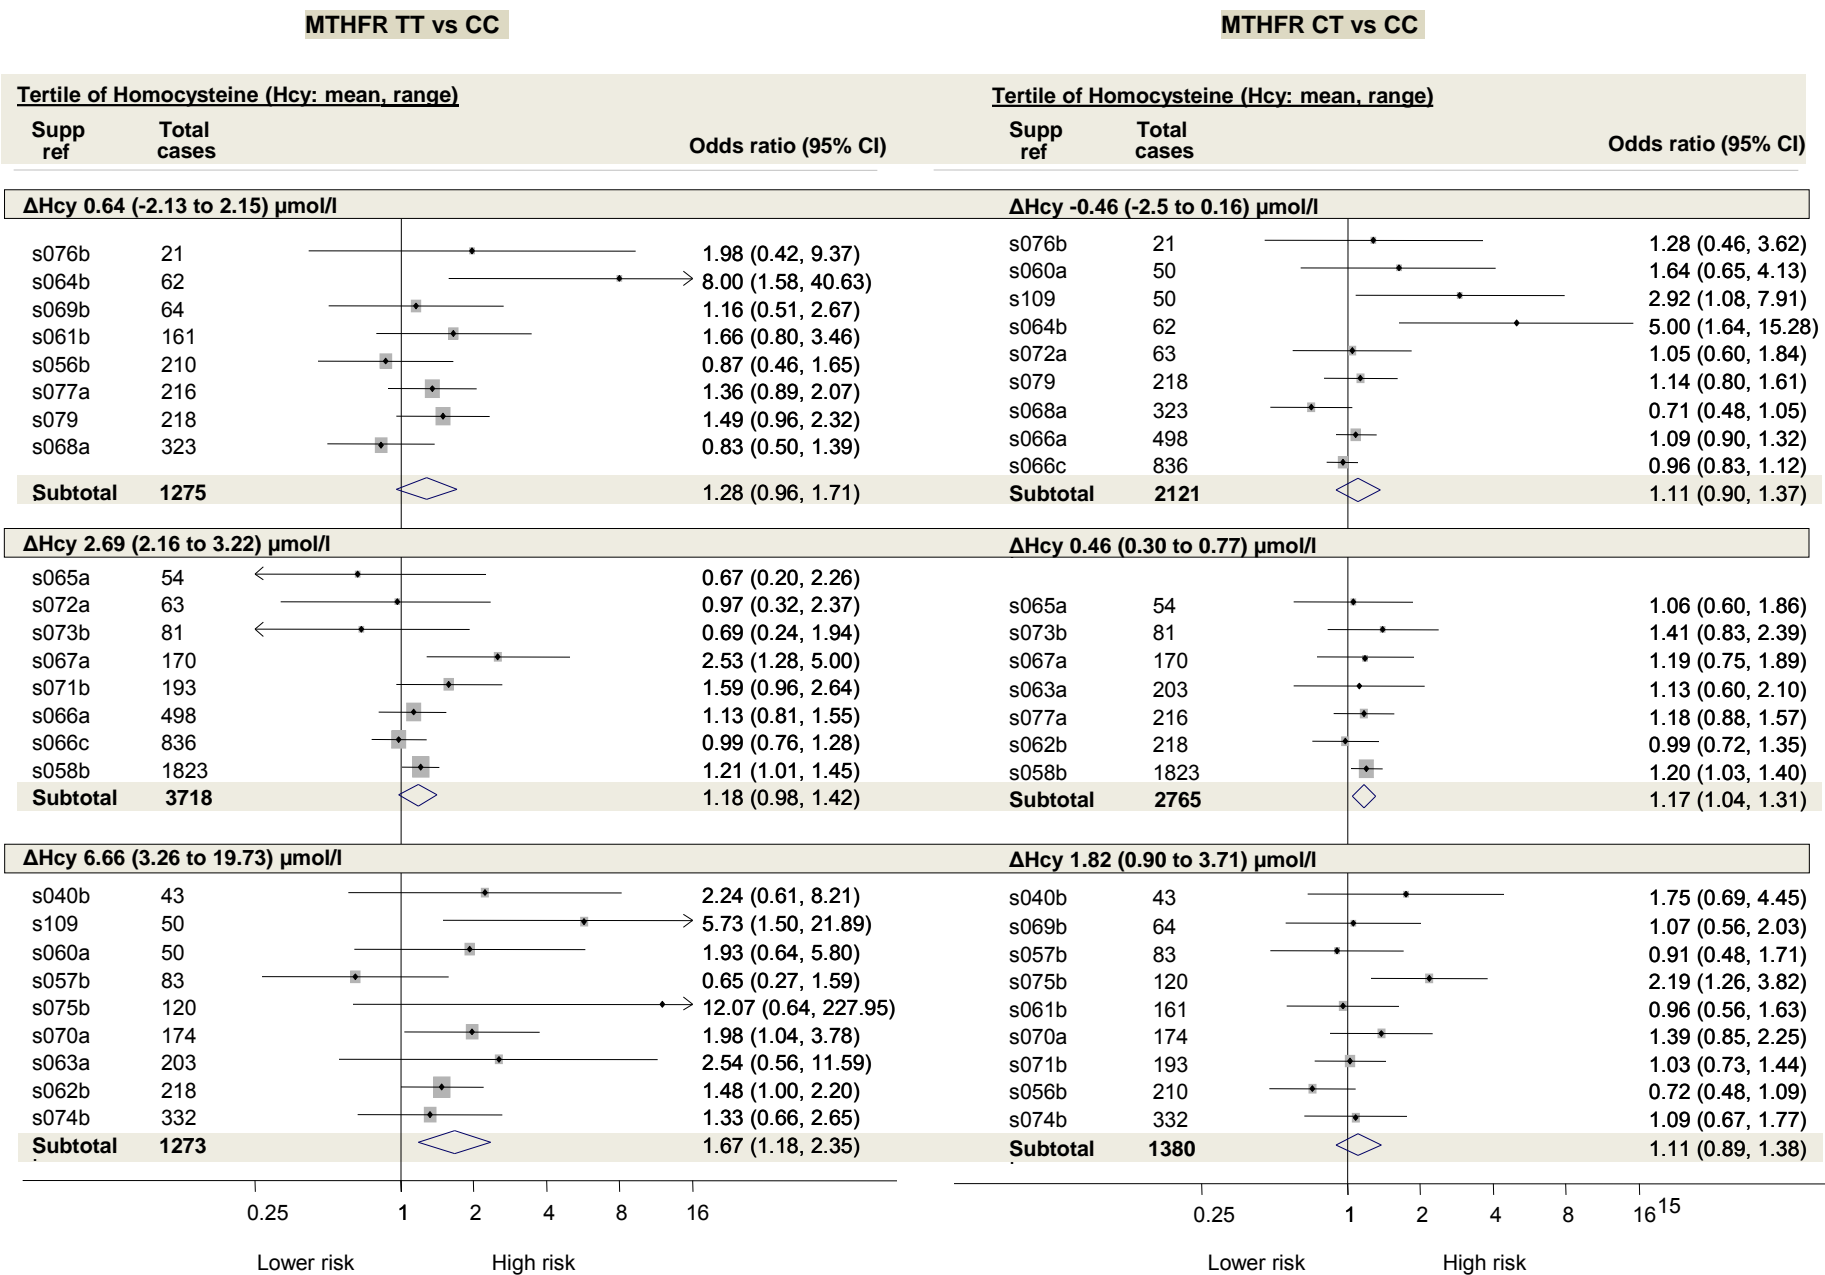 MTHFR TT vs CC
Tertile of Homocysteine (Hcy: mean, range)
Supp ref Total cases Odds ratio (95% CI)
ΔHcy 0.64 (-2.13 to 2.15) µmol/l
s076b 21 1.98 (0.42, 9.37)
s064b 62 8.00 (1.58, 40.63)
s069b 64 1.16 (0.51, 2.67)
s061b 161 1.66 (0.80, 3.46)
s056b 210 0.87 (0.46, 1.65)
s077a 216 1.36 (0.89, 2.07)
s079 218 1.49 (0.96, 2.32)
s068a 323 0.83 (0.50, 1.39)
Subtotal 1275 1.28 (0.96, 1.71)
ΔHcy 2.69 (2.16 to 3.22) µmol/l
s065a 54 0.67 (0.20, 2.26)
s072a 63 0.97 (0.32, 2.37)
s073b 81 0.69 (0.24, 1.94)
s067a 170 2.53 (1.28, 5.00)
s071b 193 1.59 (0.96, 2.64)
s066a 498 1.13 (0.81, 1.55)
s066c 836 0.99 (0.76, 1.28)
s058b 1823 1.21 (1.01, 1.45)
Subtotal 3718 1.18 (0.98, 1.42)
ΔHcy 6.66 (3.26 to 19.73) µmol/l
s040b 43 2.24 (0.61, 8.21)
s109 50 5.73 (1.50, 21.89)
s060a 50 1.93 (0.64, 5.80)
s057b 83 0.65 (0.27, 1.59)
s075b 120 12.07 (0.64, 227.95)
s070a 174 1.98 (1.04, 3.78)
s063a 203 2.54 (0.56, 11.59)
s062b 218 1.48 (1.00, 2.20)
s074b 332 1.33 (0.66, 2.65)
Subtotal 1273 1.67 (1.18, 2.35)
0.25 1 2 4 8 16
Lower risk High risk
MTHFR CT vs CC
Tertile of Homocysteine (Hcy: mean, range)
Supp ref Total cases Odds ratio (95% CI)
ΔHcy -0.46 (-2.5 to 0.16) µmol/l
s076b 21 1.28 (0.46, 3.62)
s060a 50 1.64 (0.65, 4.13)
s109 50 2.92 (1.08, 7.91)
s064b 62 5.00 (1.64, 15.28)
s072a 63 1.05 (0.60, 1.84)
s079 218 1.14 (0.80, 1.61)
s068a 323 0.71 (0.48, 1.05)
s066a 498 1.09 (0.90, 1.32)
s066c 836 0.96 (0.83, 1.12)
Subtotal 2121 1.11 (0.90, 1.37)
ΔHcy 0.46 (0.30 to 0.77) µmol/l
s065a 54 1.06 (0.60, 1.86)
s073b 81 1.41 (0.83, 2.39)
s067a 170 1.19 (0.75, 1.89)
s063a 203 1.13 (0.60, 2.10)
s077a 216 1.18 (0.88, 1.57)
s062b 218 0.99 (0.72, 1.35)
s058b 1823 1.20 (1.03, 1.40)
Subtotal 2765 1.17 (1.04, 1.31)
ΔHcy 1.82 (0.90 to 3.71) µmol/l
s040b 43 1.75 (0.69, 4.45)
s069b 64 1.07 (0.56, 2.03)
s057b 83 0.91 (0.48, 1.71)
s075b 120 2.19 (1.26, 3.82)
s061b 161 0.96 (0.56, 1.63)
s070a 174 1.39 (0.85, 2.25)
s071b 193 1.03 (0.73, 1.44)
s056b 210 0.72 (0.48, 1.09)
s074b 332 1.09 (0.67, 1.77)
Subtotal 1380 1.11 (0.89, 1.38)
0.25 1 2 4 8 16 15
Lower risk High risk